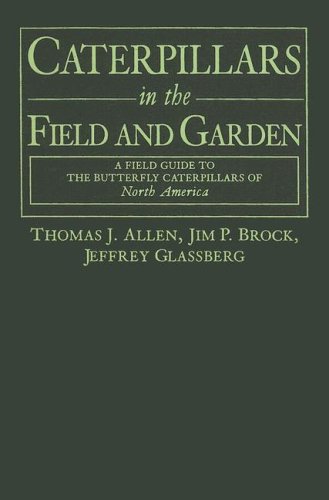 CATERPILLARS
in the
FIELD AND GARDEN
A FIELD GUIDE TO
THE BUTTERFLY CATERPILLARS OF
North America
THOMAS J. ALLEN, JIM P. BROCK,
JEFFREY GLASSBERG